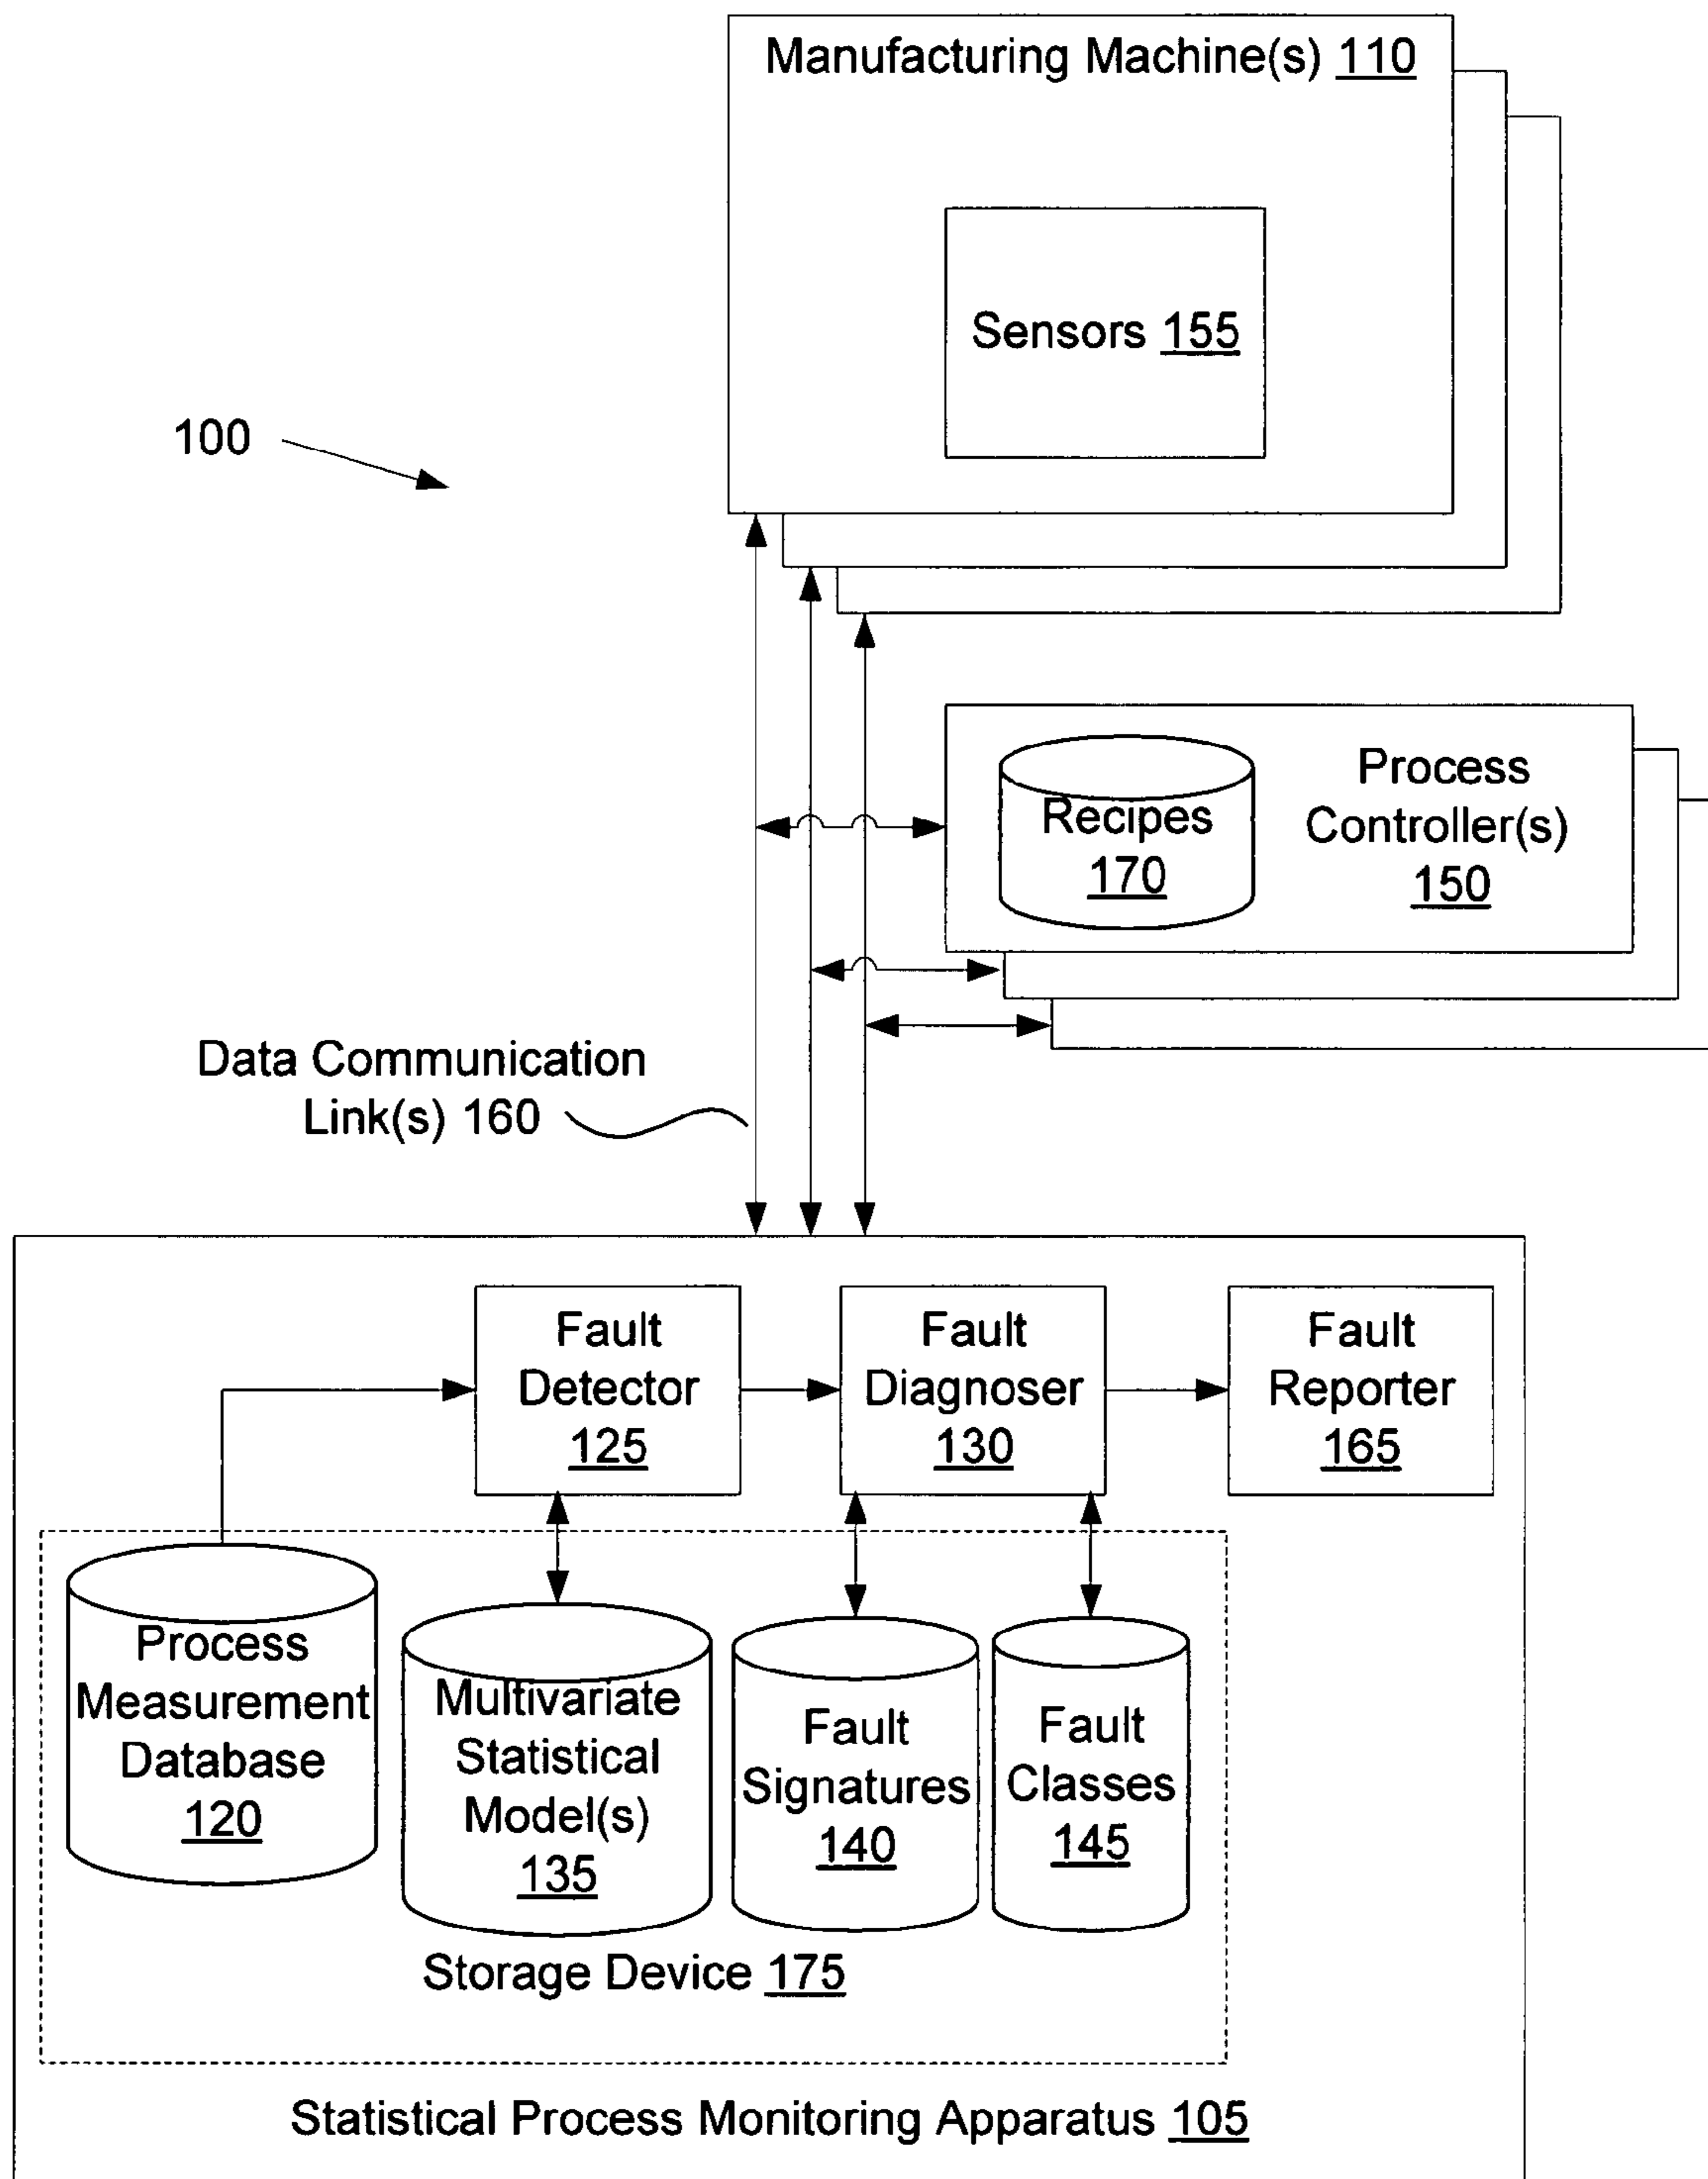 Manufacturing Machine(s) 110
Sensors 155
100
Recipes
170
Process
Controller(s)
150
Data Communication
Link(s) 160
Fault
Detector
125
Fault
Diagnoser
130
Fault
Reporter
165
Process
Measurement
Database
120
Multivariate
Statistical
Model(s)
135
Fault
Signatures
140
Fault
Classes
145
Storage Device 175
Statistical Process Monitoring Apparatus 105